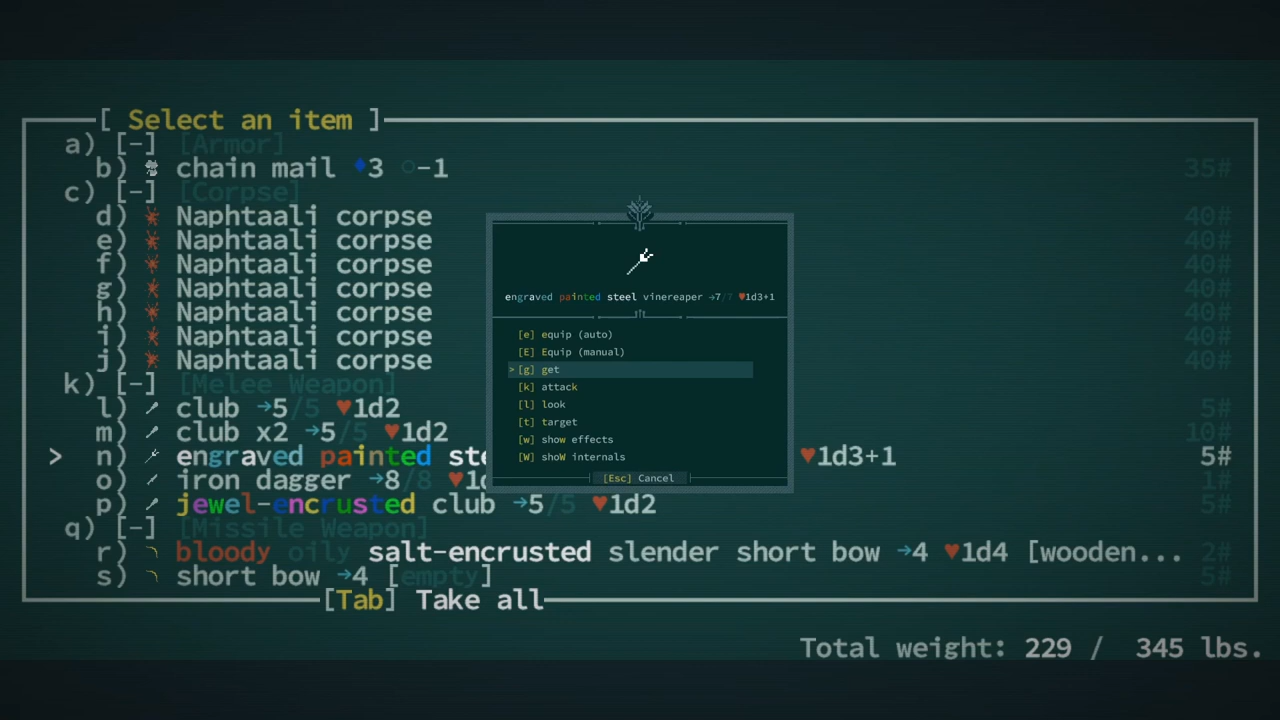 [ Select an item ]
a) [-] [Armor]
b) chain mail ♦3 ○-1 35#
c) [-] [Corpse]
d) Naphtaali corpse 40#
e) Naphtaali corpse 40#
f) Naphtaali corpse 40#
g) Naphtaali corpse 40#
h) Naphtaali corpse 40#
i) Naphtaali corpse 40#
j) Naphtaali corpse 40#
k) [-] [Melee Weapon]
l) club →5/5 ♥1d2 5#
m) club x2 →5/5 ♥1d2 10#
> n) engraved painted ste ♥1d3+1 5#
o) iron dagger →8/8 ♥1d 1#
p) jewel-encrusted club →5/5 ♥1d2 5#
q) [-] [Missile Weapon]
r) bloody oily salt-encrusted slender short bow →4 ♥1d4 [wooden... 2#
s) short bow →4 [empty] 5#
[Tab] Take all
Total weight: 229 / 345 lbs.
engraved painted steel vinereaper →7/7 ♥1d3+1
[e] equip (auto)
[E] Equip (manual)
> [g] get
[k] attack
[l] look
[t] target
[w] show effects
[W] shoW internals
[Esc] Cancel